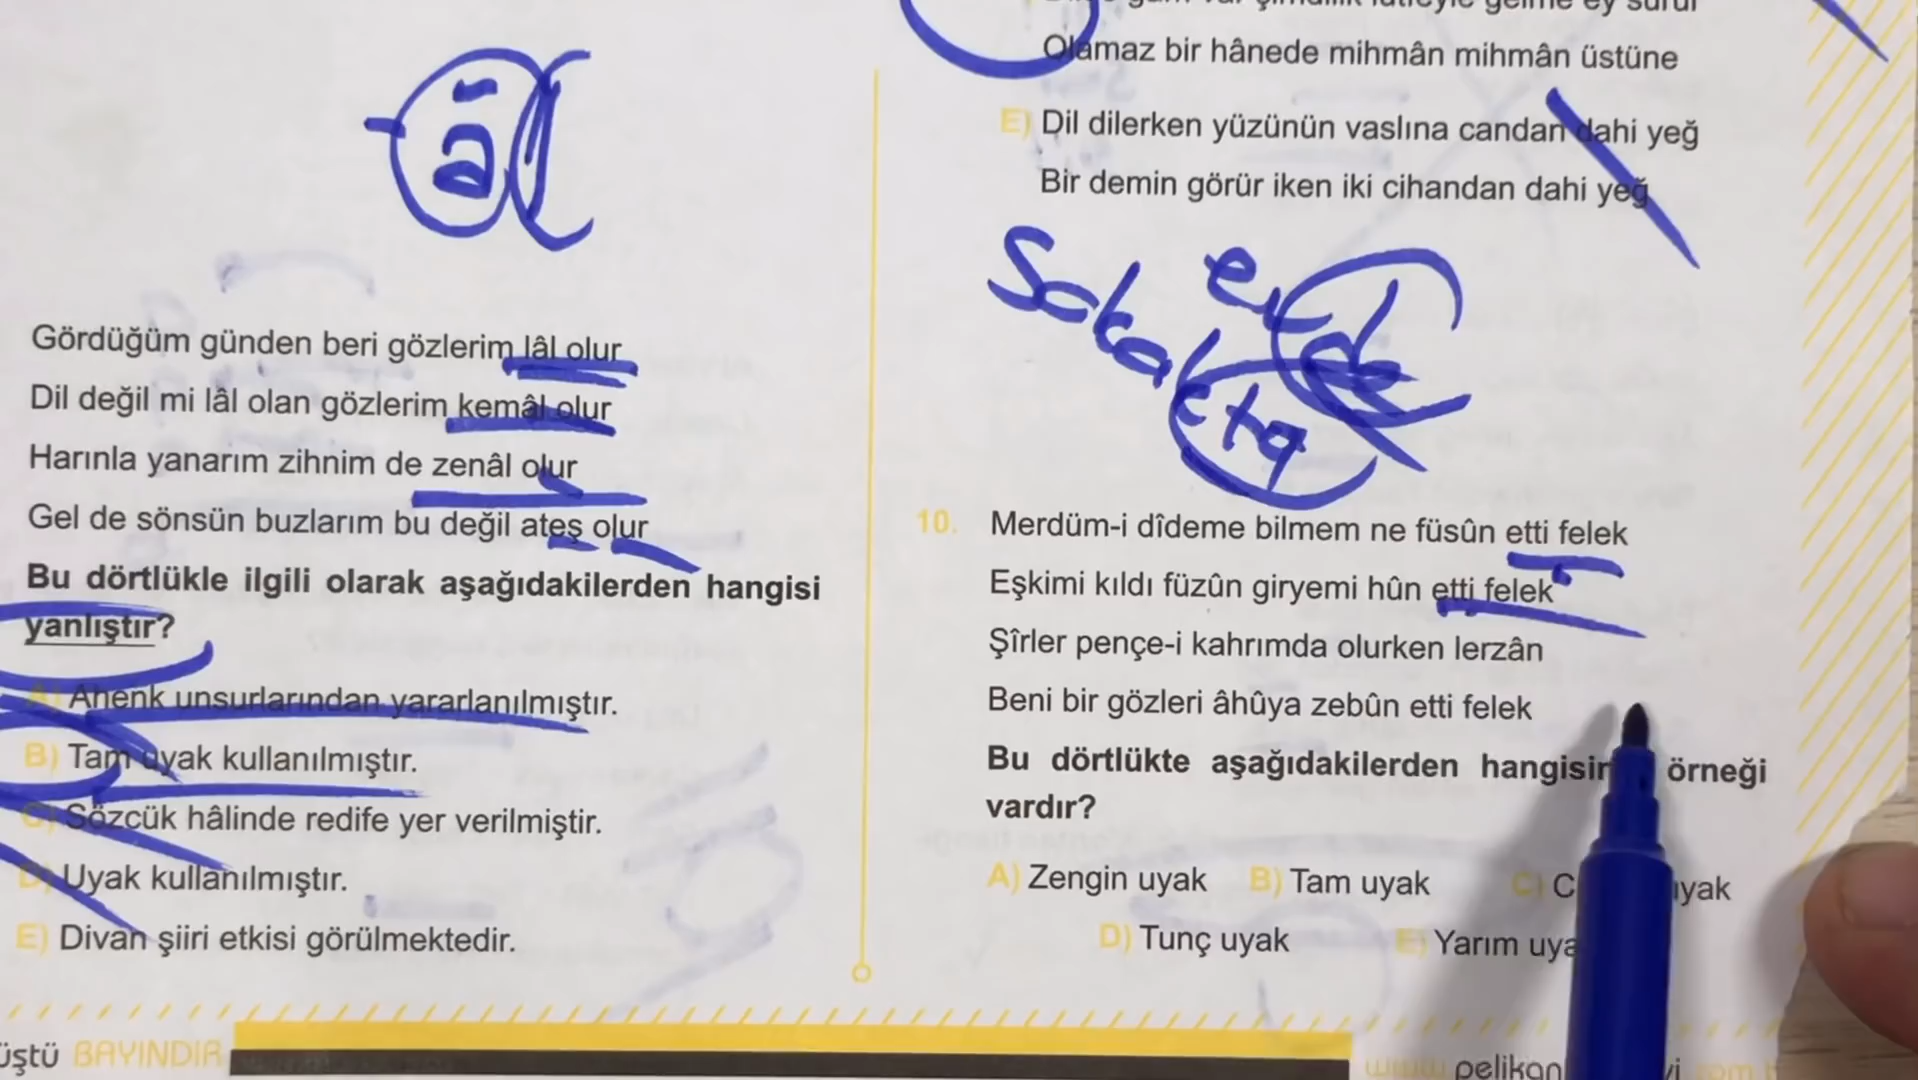 āl
Gördüğüm günden beri gözlerim lâl olur
Dil değil mi lâl olan gözlerim kemâl olur
Harınla yanarım zihnim de zenâl olur
Gel de sönsün buzlarım bu değil ateş olur
Bu dörtlükle ilgili olarak aşağıdakilerden hangisi
yanlıştır?
A) Ahenk unsurlarından yararlanılmıştır.
B) Tam uyak kullanılmıştır.
C) Sözcük hâlinde redife yer verilmiştir.
D) Uyak kullanılmıştır.
E) Divan şiiri etkisi görülmektedir.
üştü BAYINDIR
Olamaz bir hânede mihmân mihmân üstüne
E) Dil dilerken yüzünün vaslına candan dahi yeğ
Bir demin görür iken iki cihandan dahi yeğ
evde
Sokakta
10. Merdüm-i dîdeme bilmem ne füsûn etti felek
Eşkimi kıldı füzûn giryemi hûn etti felek
Şîrler pençe-i kahrımda olurken lerzân
Beni bir gözleri âhûya zebûn etti felek
Bu dörtlükte aşağıdakilerden örneği
vardır?
A) Zengin uyak B) Tam uyak C)
D) Tunç uyak E) Yarım